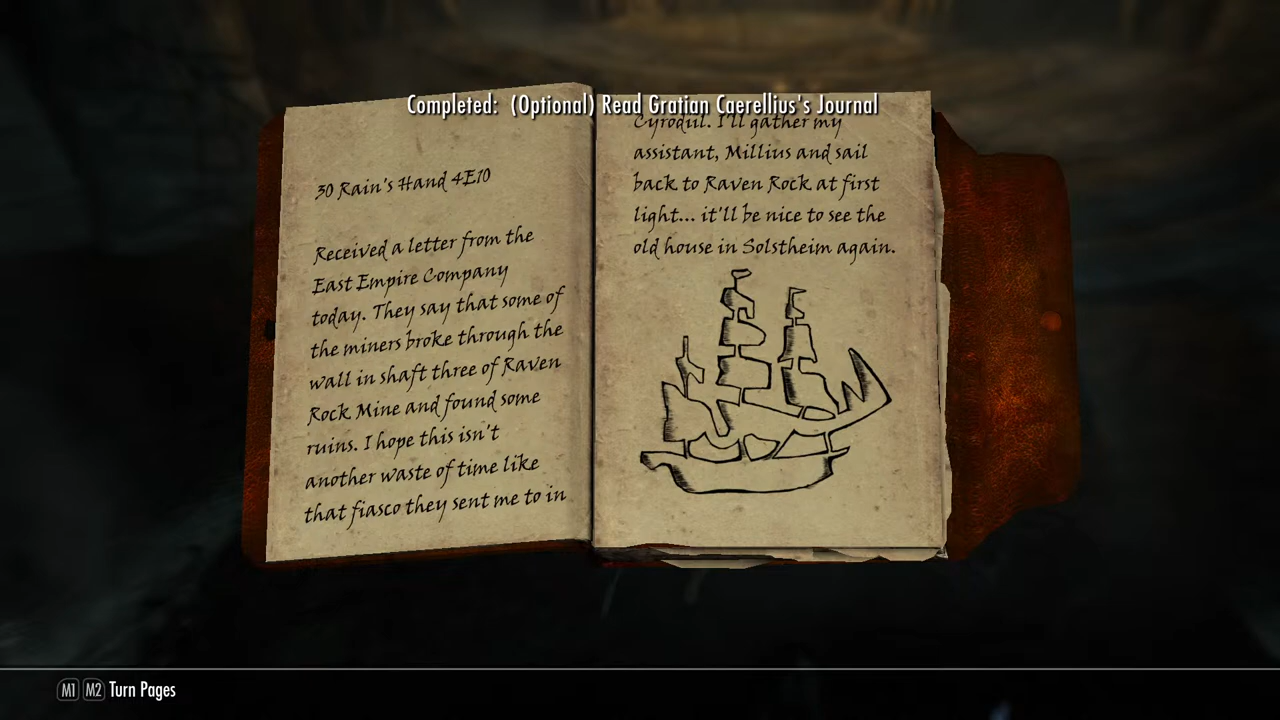 Completed: (Optional) Read Gratian Caerellius's Journal
30 Rain's Hand 4E10
Received a letter from the
East Empire Company
today. They say that some of
the miners broke through the
wall in shaft three of Raven
Rock Mine and found some
ruins. I hope this isn't
another waste of time like
that fiasco they sent me to in
Cyrodiil. I'll gather my
assistant, Millius and sail
back to Raven Rock at first
light... it'll be nice to see the
old house in Solstheim again.
M1 M2 Turn Pages